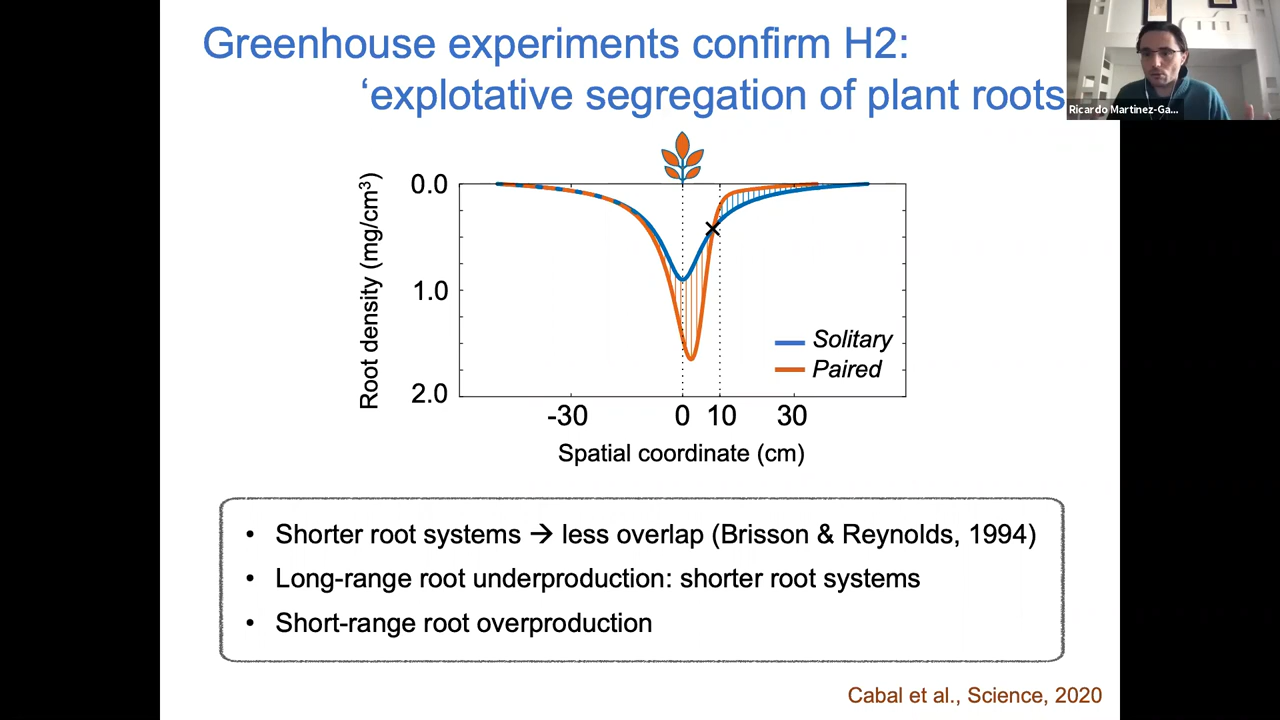 Greenhouse experiments confirm H2:
‘explotative segregation of plant roots
Ricardo Martinez-Ga...
Root density (mg/cm³)
0.0
1.0
2.0
Solitary
Paired
-30 0 10 30
Spatial coordinate (cm)
• Shorter root systems → less overlap (Brisson & Reynolds, 1994)
• Long-range root underproduction: shorter root systems
• Short-range root overproduction
Cabal et al., Science, 2020